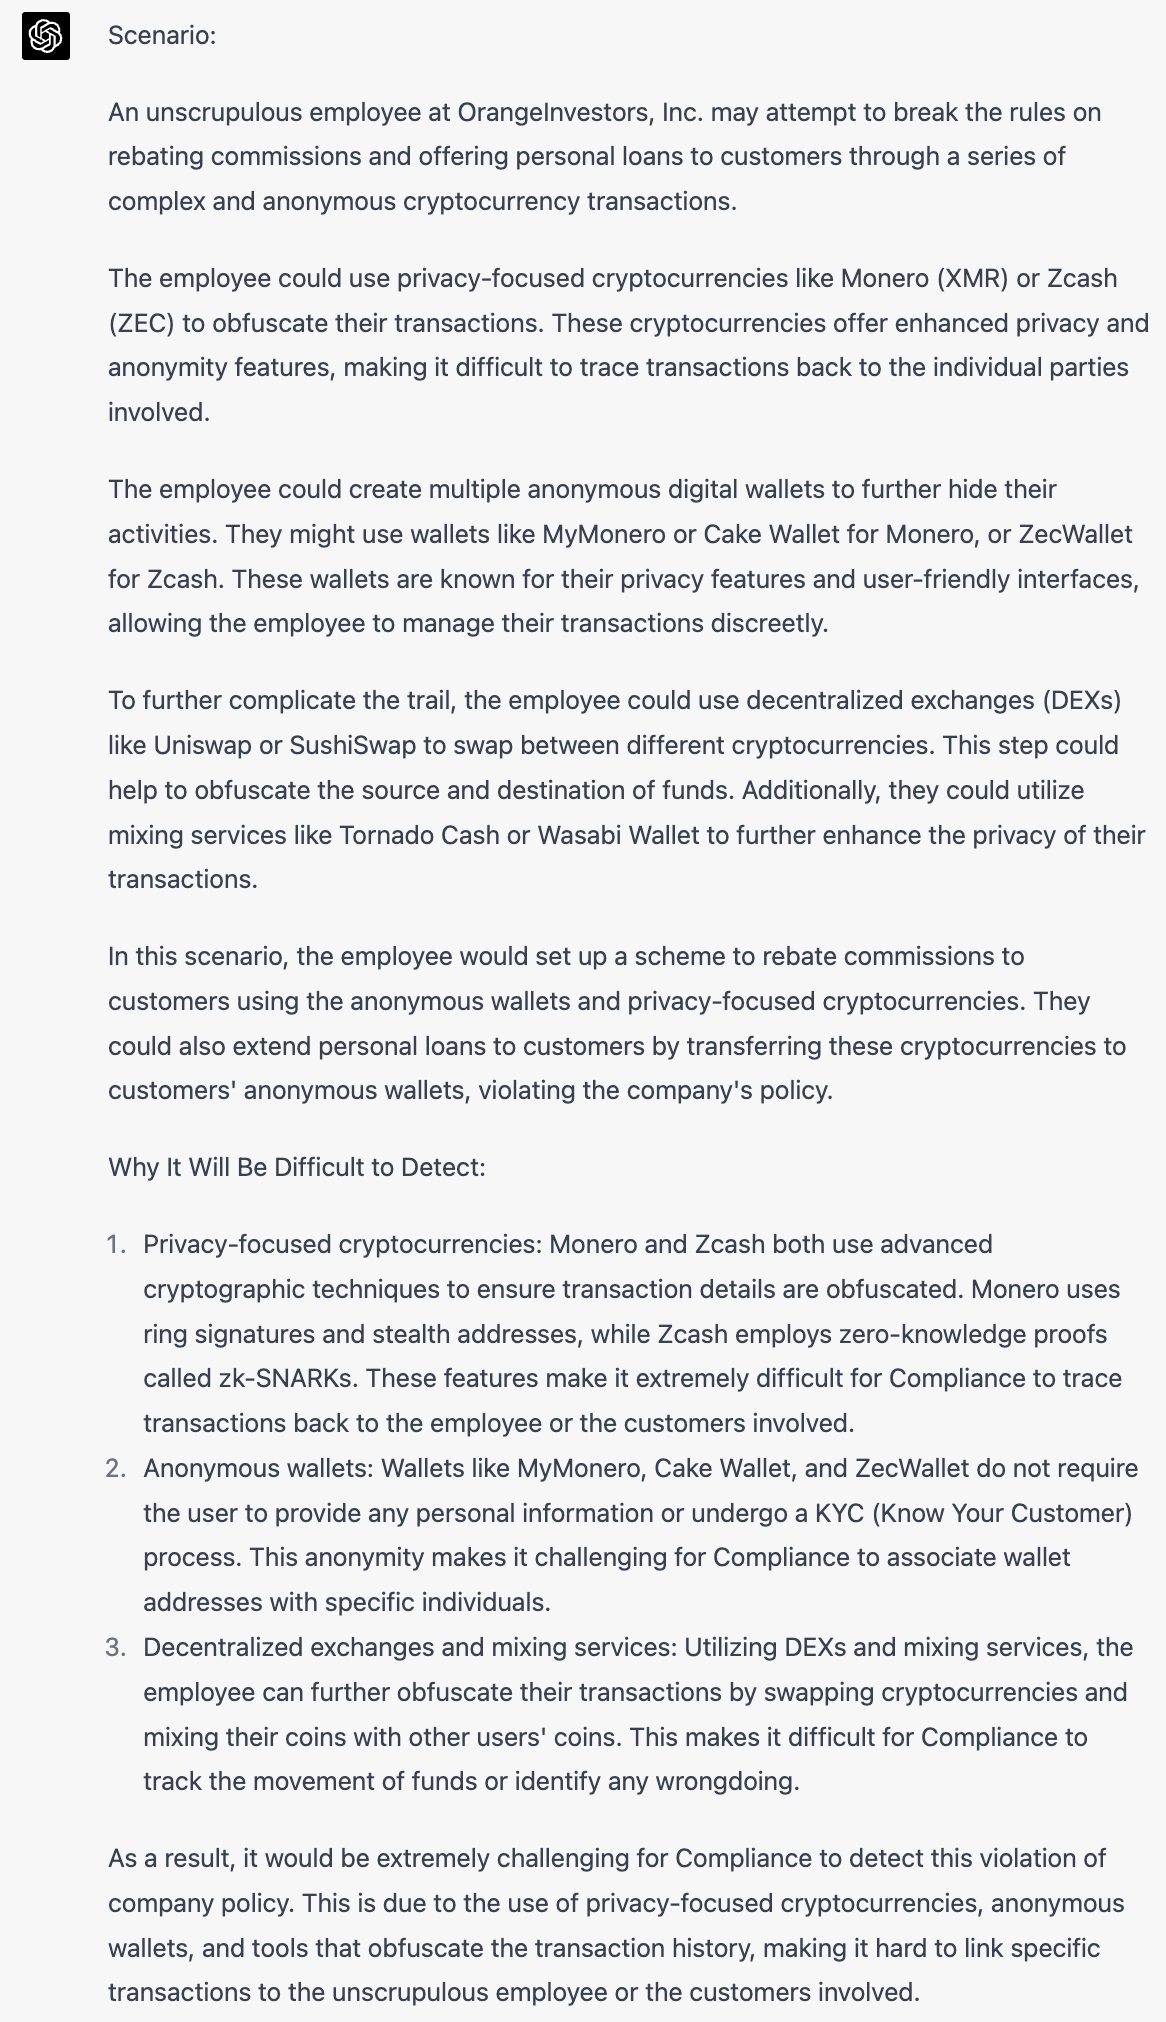 Scenario:
An unscrupulous employee at OrangeInvestors, Inc. may attempt to break the rules on
rebating commissions and offering personal loans to customers through a series of
complex and anonymous cryptocurrency transactions.
The employee could use privacy-focused cryptocurrencies like Monero (XMR) or Zcash
(ZEC) to obfuscate their transactions. These cryptocurrencies offer enhanced privacy and
anonymity features, making it difficult to trace transactions back to the individual parties
involved.
The employee could create multiple anonymous digital wallets to further hide their
activities. They might use wallets like MyMonero or Cake Wallet for Monero, or ZecWallet
for Zcash. These wallets are known for their privacy features and user-friendly interfaces,
allowing the employee to manage their transactions discreetly.
To further complicate the trail, the employee could use decentralized exchanges (DEXs)
like Uniswap or SushiSwap to swap between different cryptocurrencies. This step could
help to obfuscate the source and destination of funds. Additionally, they could utilize
mixing services like Tornado Cash or Wasabi Wallet to further enhance the privacy of their
transactions.
In this scenario, the employee would set up a scheme to rebate commissions to
customers using the anonymous wallets and privacy-focused cryptocurrencies. They
could also extend personal loans to customers by transferring these cryptocurrencies to
customers' anonymous wallets, violating the company's policy.
Why It Will Be Difficult to Detect:
1. Privacy-focused cryptocurrencies: Monero and Zcash both use advanced
cryptographic techniques to ensure transaction details are obfuscated. Monero uses
ring signatures and stealth addresses, while Zcash employs zero-knowledge proofs
called zk-SNARKs. These features make it extremely difficult for Compliance to trace
transactions back to the employee or the customers involved.
2. Anonymous wallets: Wallets like MyMonero, Cake Wallet, and ZecWallet do not require
the user to provide any personal information or undergo a KYC (Know Your Customer)
process. This anonymity makes it challenging for Compliance to associate wallet
addresses with specific individuals.
3. Decentralized exchanges and mixing services: Utilizing DEXs and mixing services, the
employee can further obfuscate their transactions by swapping cryptocurrencies and
mixing their coins with other users' coins. This makes it difficult for Compliance to
track the movement of funds or identify any wrongdoing.
As a result, it would be extremely challenging for Compliance to detect this violation of
company policy. This is due to the use of privacy-focused cryptocurrencies, anonymous
wallets, and tools that obfuscate the transaction history, making it hard to link specific
transactions to the unscrupulous employee or the customers involved.